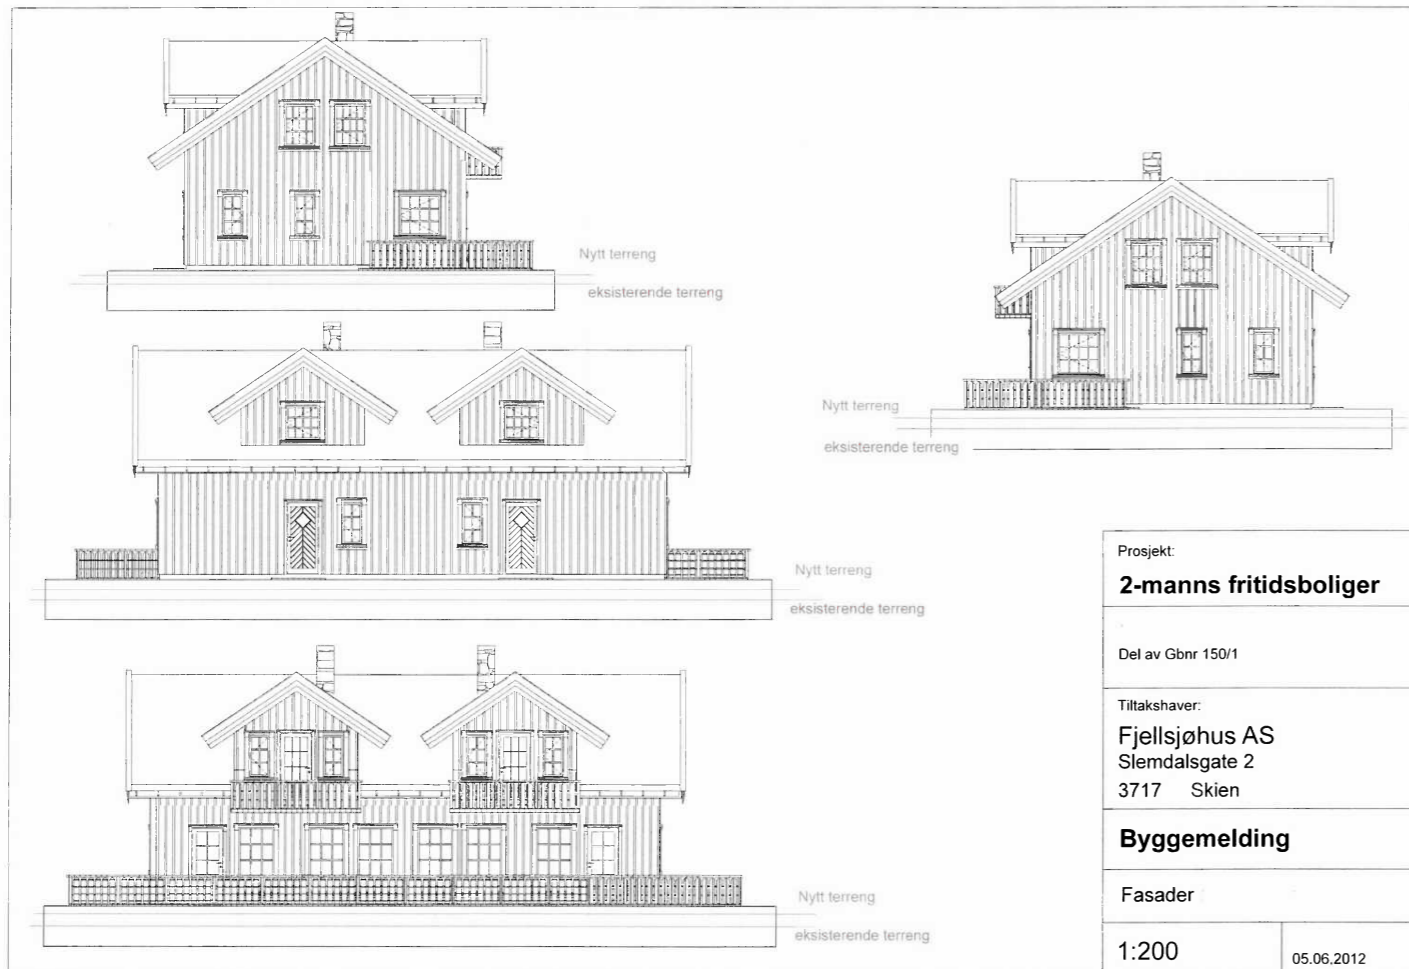 Nytt terreng
eksisterende terreng
Nytt terreng
eksisterende terreng
Nytt terreng
eksisterende terreng
Nytt terreng
eksisterende terreng
Prosjekt:
2-manns fritidsboliger
Del av Gbnr 150/1
Tiltakshaver:
Fjellsjøhus AS
Slemdalsgate 2
3717 Skien
Byggemelding
Fasader
1:200
05.06.2012